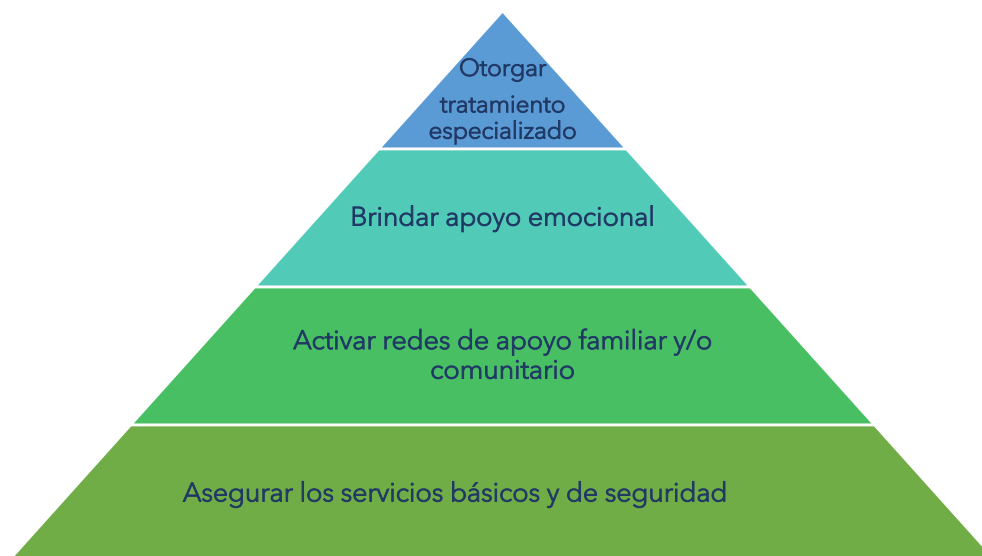 Otorgar
tratamiento
especializado
Brindar apoyo emocional
Activar redes de apoyo familiar y/o
comunitario
Asegurar los servicios básicos y de seguridad